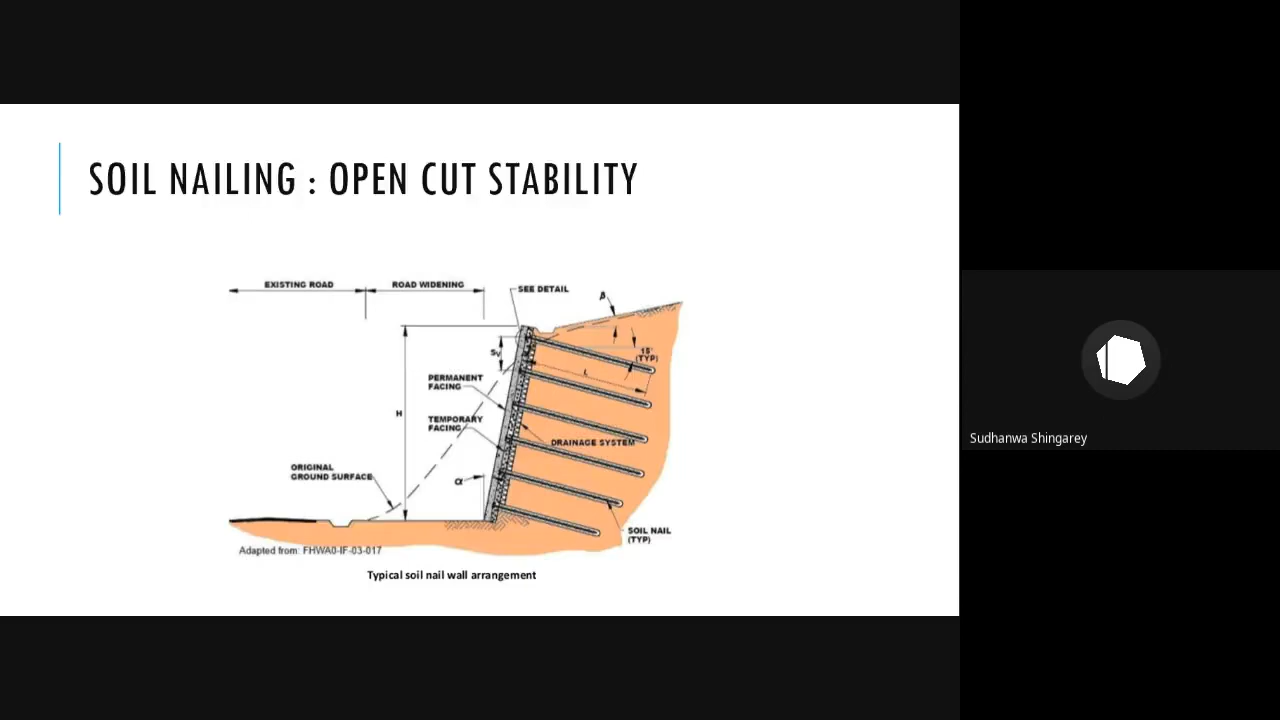 SOIL NAILING : OPEN CUT STABILITY
EXISTING ROAD
ROAD WIDENING
SEE DETAIL
β
15°
(TYP)
Sv
L
PERMANENT
FACING
H
TEMPORARY
FACING
DRAINAGE SYSTEM
ORIGINAL
GROUND SURFACE
α
SOIL NAIL
(TYP)
Adapted from: FHWA0-IF-03-017
Typical soil nail wall arrangement
Sudhanwa Shingarey